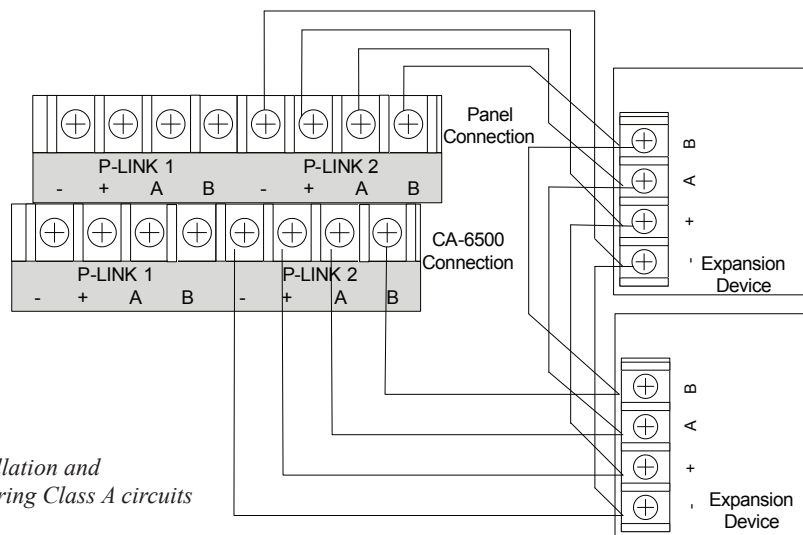 Panel
Connection
P-LINK 1 P-LINK 2
- + A B - + A B
CA-6500
Connection
P-LINK 1 P-LINK 2
- + A B - + A B
B
A
+
-
Expansion
Device
B
A
+
-
Expansion
Device
llation and
ring Class A circuits